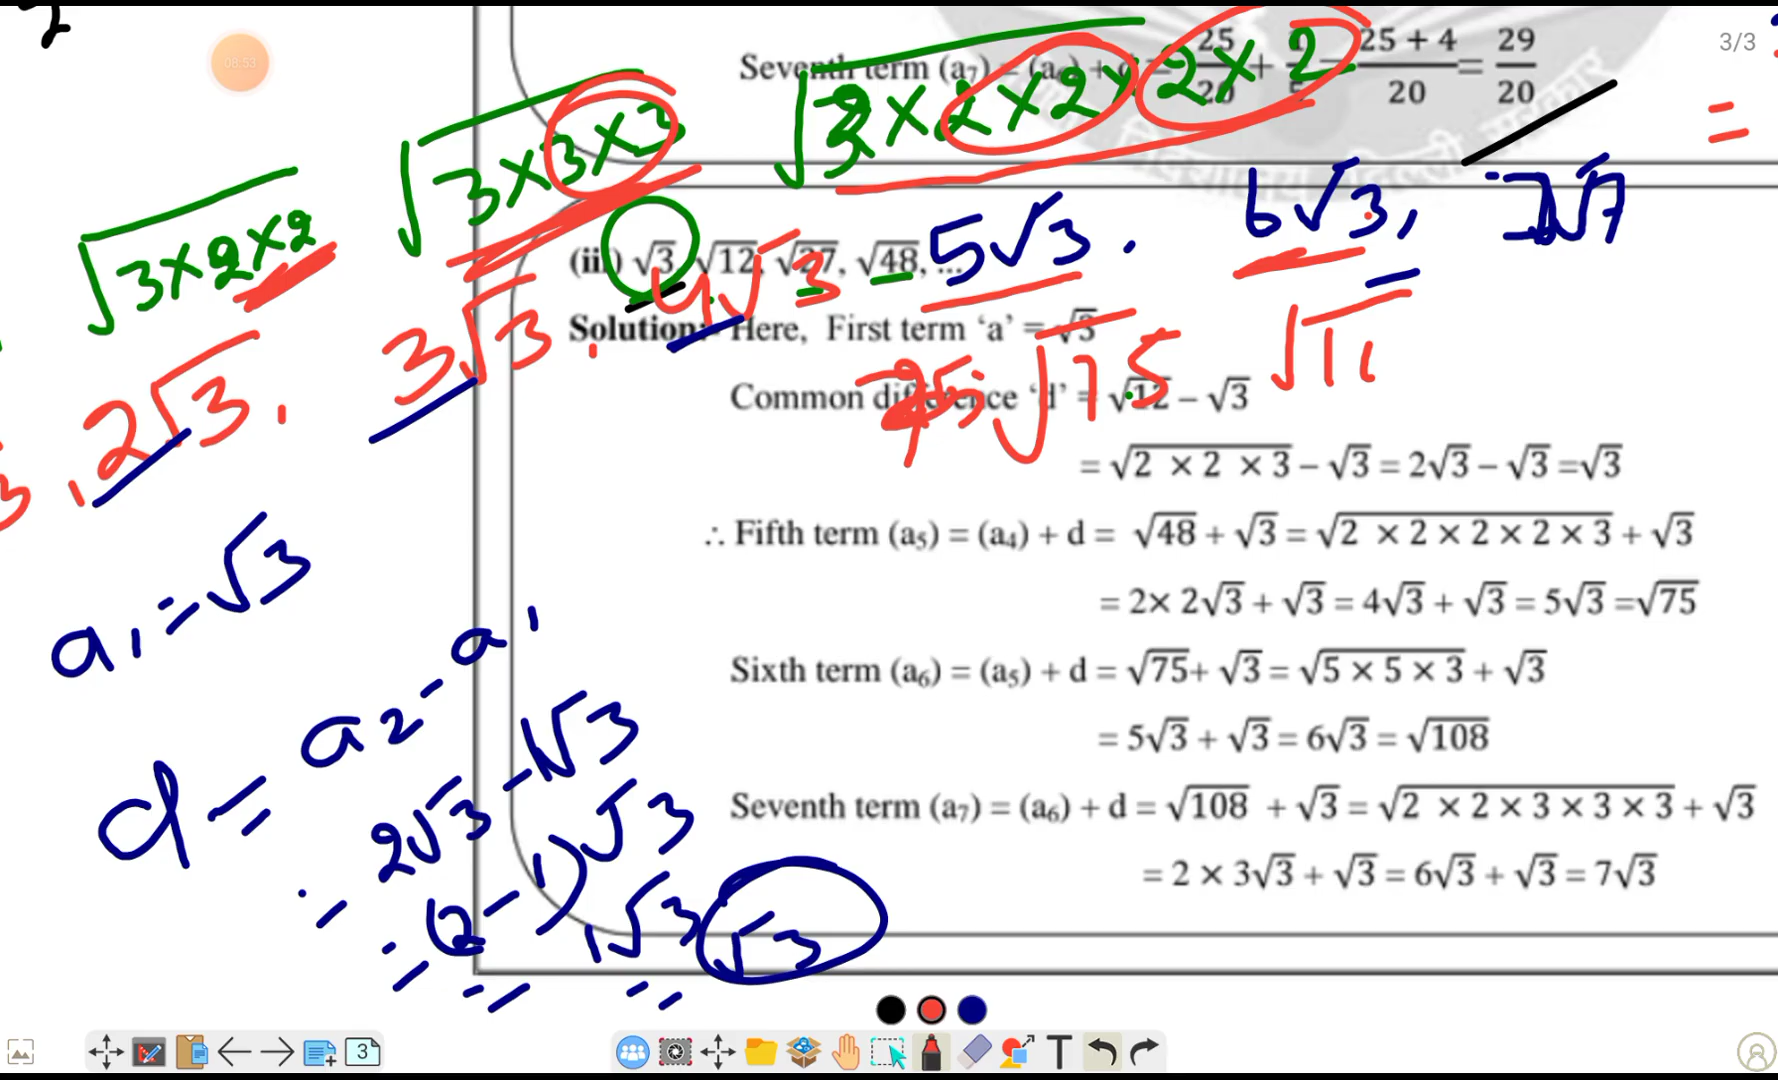 Seventh term (a₇) = (a₆) + d = 25/20 + 1/5 = 25 + 4/20 = 29/20
3/3
08:53
=
√3×2×2
√3×3×3
√3×2×2×2×2
(iii) √3, √12, √27, √48, ...
5√3.
6√3,
2√3.
3√3.
4√3
√75
Solution:- Here, First term ‘a’ = √3
Common difference ‘d’ = √12 – √3
= √2 × 2 × 3 – √3 = 2√3 – √3 =√3
∴ Fifth term (a₅) = (a₄) + d = √48 + √3 = √2 × 2 × 2 × 2 × 3 + √3
= 2× 2√3 + √3 = 4√3 + √3 = 5√3 =√75
Sixth term (a₆) = (a₅) + d = √75+ √3 = √5 × 5 × 3 + √3
= 5√3 + √3 = 6√3 = √108
Seventh term (a₇) = (a₆) + d = √108 + √3 = √2 × 2 × 3 × 3 × 3 + √3
= 2 × 3√3 + √3 = 6√3 + √3 = 7√3
a₁ = √3
d = a₂ - a₁
= 2√3 - √3
= (2-1)√3
= 1√3
√3
3
T